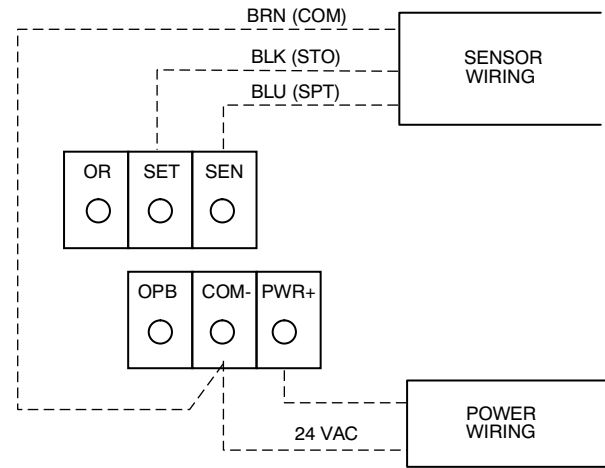 BRN (COM)
BLK (STO)
BLU (SPT)
SENSOR
WIRING
OR SET SEN
OPB COM- PWR+
24 VAC
POWER
WIRING